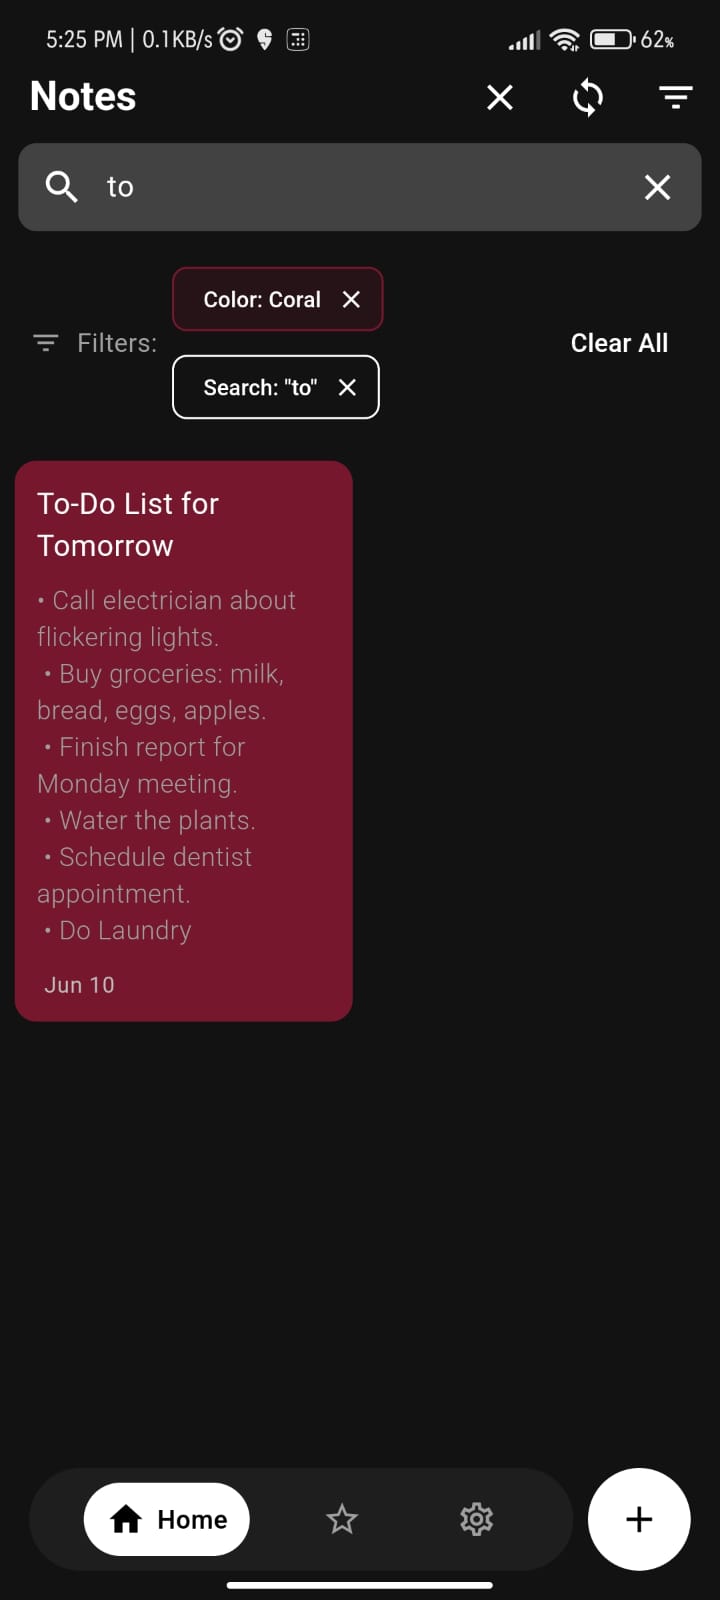 5:25 PM | 0.1KB/s 62%
Notes
to
Color: Coral
Filters: Clear All
Search: "to"
To-Do List for
Tomorrow
• Call electrician about
flickering lights.
• Buy groceries: milk,
bread, eggs, apples.
• Finish report for
Monday meeting.
• Water the plants.
• Schedule dentist
appointment.
• Do Laundry
Jun 10
Home